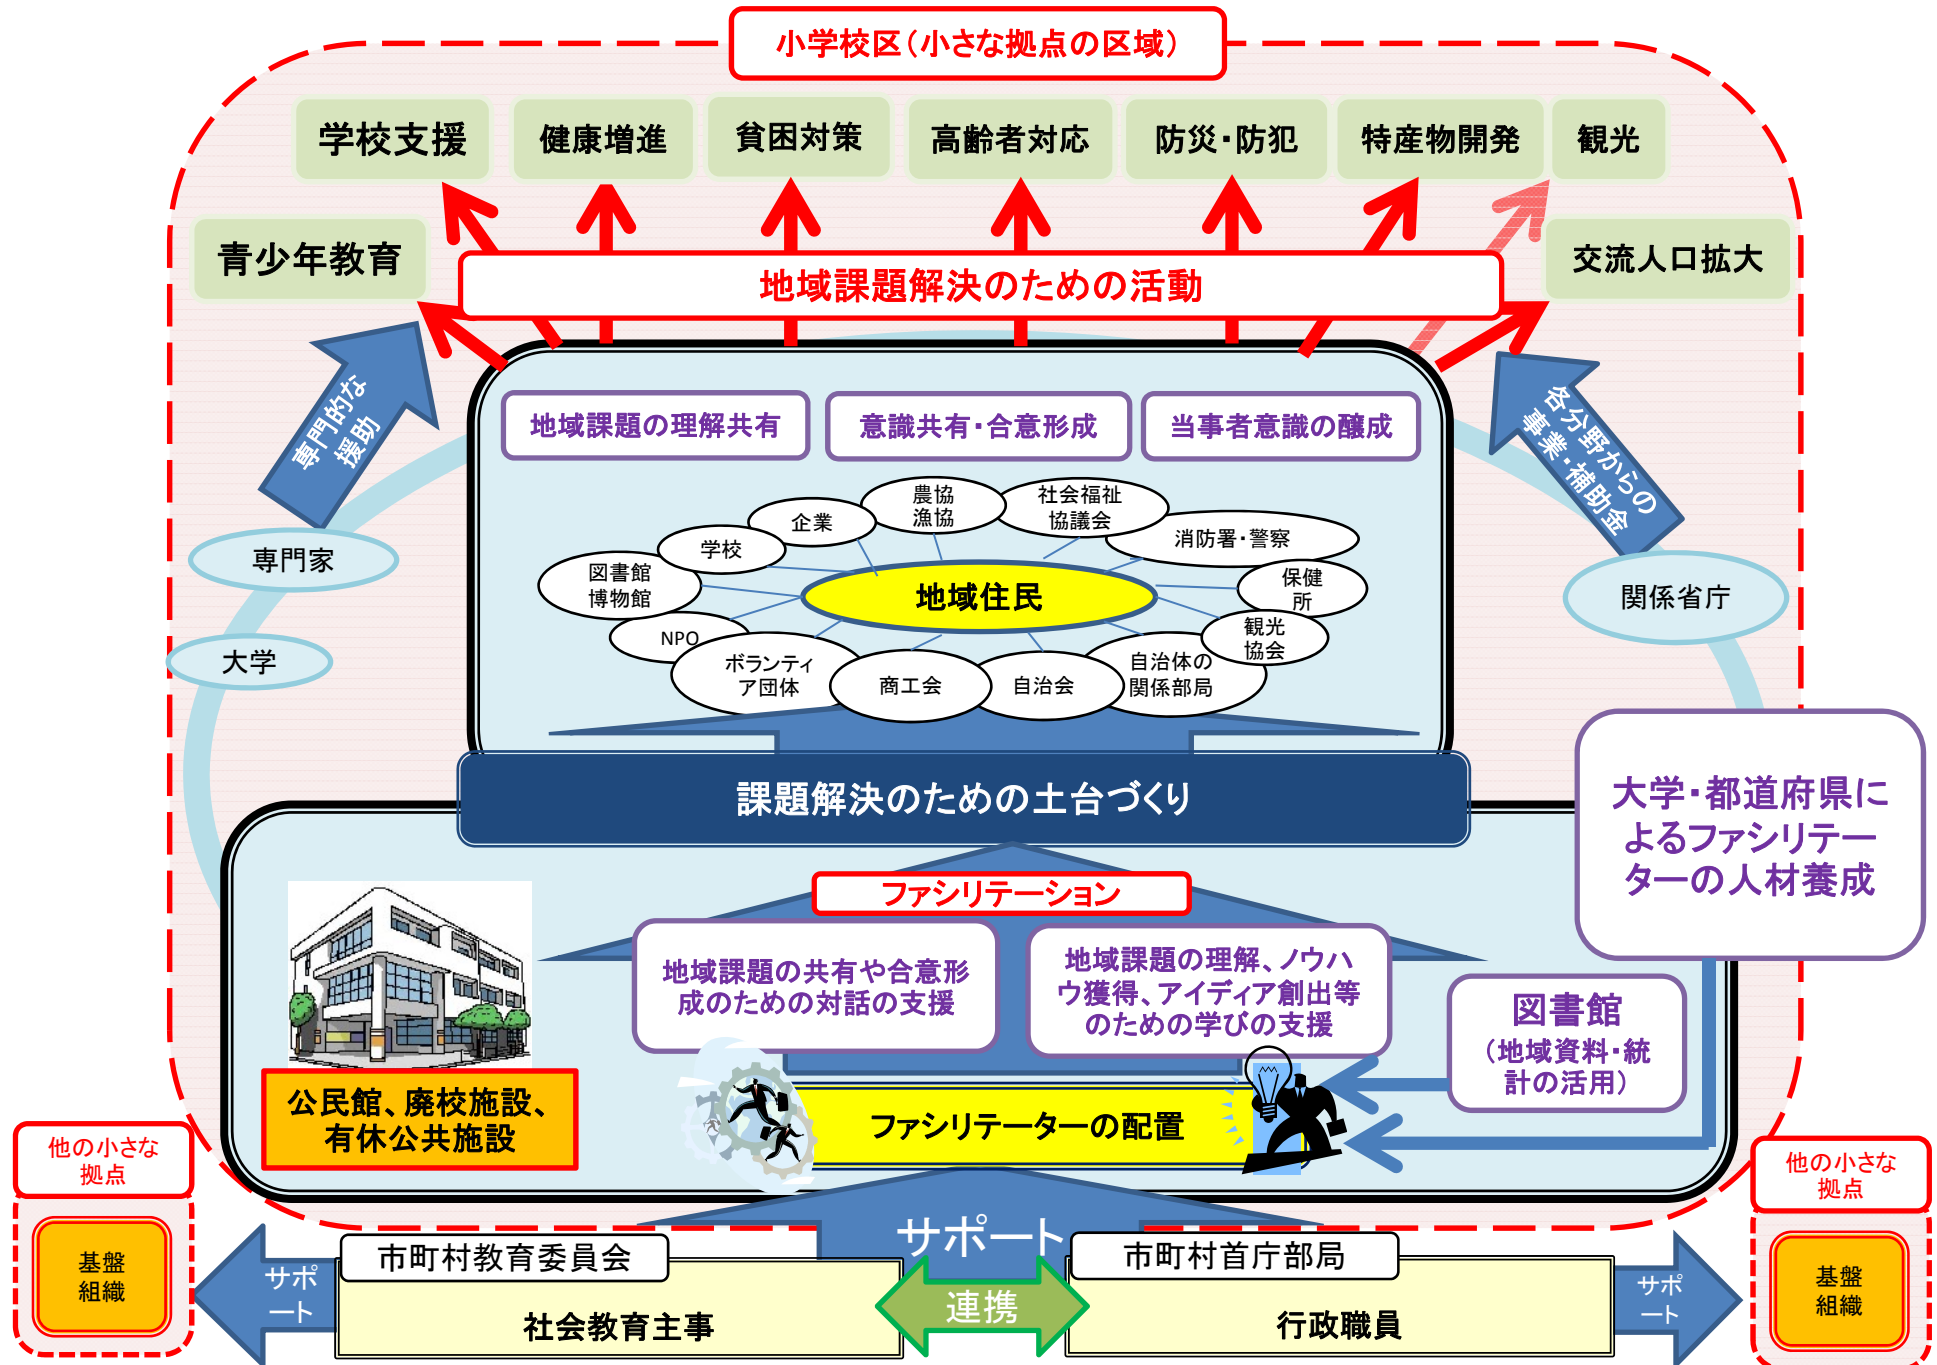 小学校区（小さな拠点の区域）
学校支援
健康増進
貧困対策
高齢者対応
防災・防犯
特産物開発
観光
青少年教育
交流人口拡大
地域課題解決のための活動
専門的な
援助
各分野からの
事業・補助金
地域課題の理解共有
意識共有・合意形成
当事者意識の醸成
農協
漁協
社会福祉
協議会
企業
消防署・警察
学校
図書館
博物館
保健
所
地域住民
NPO
観光
協会
ボランティ
ア団体
商工会
自治会
自治体の
関係部局
専門家
大学
関係省庁
課題解決のための土台づくり
大学・都道府県に
よるファシリテー
ターの人材養成
ファシリテーション
地域課題の共有や合意形
成のための対話の支援
地域課題の理解、ノウハ
ウ獲得、アイディア創出等
のための学びの支援
図書館
（地域資料・統
計の活用）
公民館、廃校施設、
有休公共施設
ファシリテーターの配置
他の小さな
拠点
基盤
組織
他の小さな
拠点
基盤
組織
サポート
サポ
ート
市町村教育委員会
社会教育主事
連携
市町村首庁部局
行政職員
サポ
ート